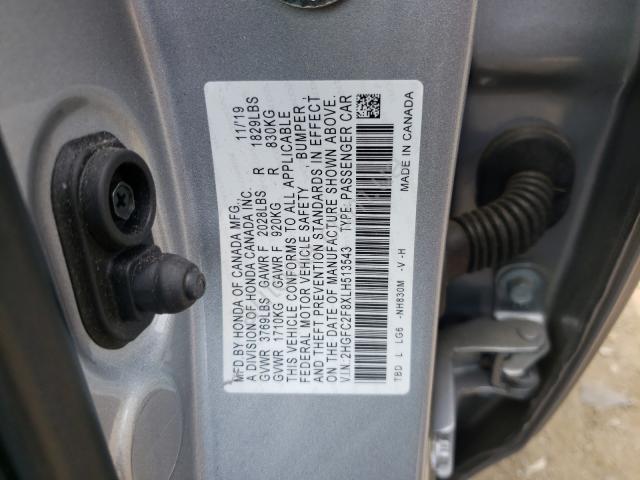 MFD BY HONDA OF CANADA MFG. 11/19
A DIVISION OF HONDA CANADA INC.
GVWR 3769LBS GAWR F 2028LBS R 1829LBS
GVWR 1710KG GAWR F 920KG R 830KG
THIS VEHICLE CONFORMS TO ALL APPLICABLE
FEDERAL MOTOR VEHICLE SAFETY BUMPER,
AND THEFT PREVENTION STANDARDS IN EFFECT
ON THE DATE OF MANUFACTURE SHOWN ABOVE.
V.I.N.:2HGFC2F6XLH513543 TYPE: PASSENGER CAR
TBD L LG6 -NH830M -V -H
MADE IN CANADA